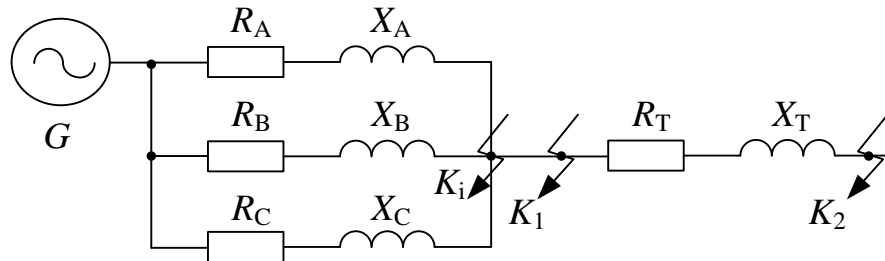 R_A X_A
G
R_B X_B R_T X_T
K_i K_1 K_2
R_C X_C